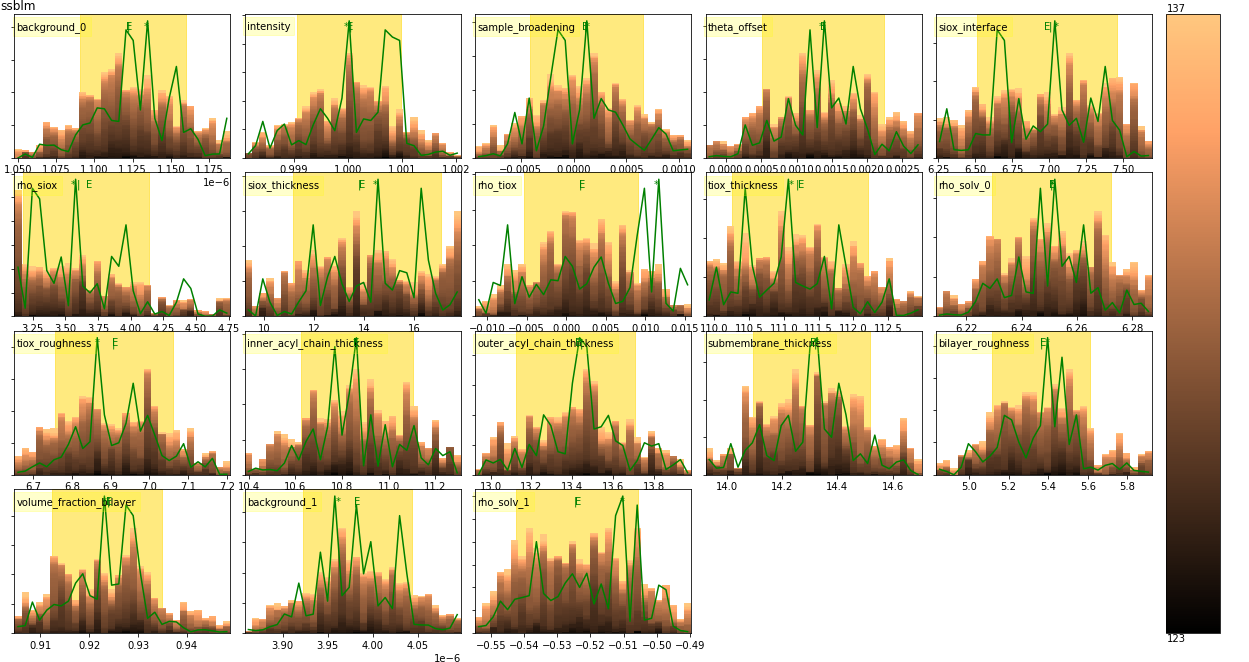 ssblm
137
background_0
intensity
sample_broadening
theta_offset
siox_interface
E
*
*E
E*
*E
E|*
1.050 1.075 1.100 1.125 1.150 1.175
1e-6
0.999 1.000 1.001 1.002
−0.0005 0.0000 0.0005 0.0010
0.0000 0.0005 0.0010 0.0015 0.0020 0.0025
6.25 6.50 6.75 7.00 7.25 7.50
rho_siox
siox_thickness
rho_tiox
tiox_thickness
rho_solv_0
*| E
|E *
E *
*|E
3.25 3.50 3.75 4.00 4.25 4.50 4.75
10 12 14 16
−0.010 −0.005 0.000 0.005 0.010 0.015
110.0 110.5 111.0 111.5 112.0 112.5
6.22 6.24 6.26 6.28
tiox_roughness
inner_acyl_chain_thickness
outer_acyl_chain_thickness
submembrane_thickness
bilayer_roughness
* E
6.7 6.8 6.9 7.0 7.1 7.2
10.4 10.6 10.8 11.0 11.2
13.0 13.2 13.4 13.6 13.8
14.0 14.2 14.4 14.6
5.0 5.2 5.4 5.6 5.8
volume_fraction_bilayer
background_1
rho_solv_1
* E
|E *
0.91 0.92 0.93 0.94
3.90 3.95 4.00 4.05
1e-6
−0.55 −0.54 −0.53 −0.52 −0.51 −0.50 −0.49
123